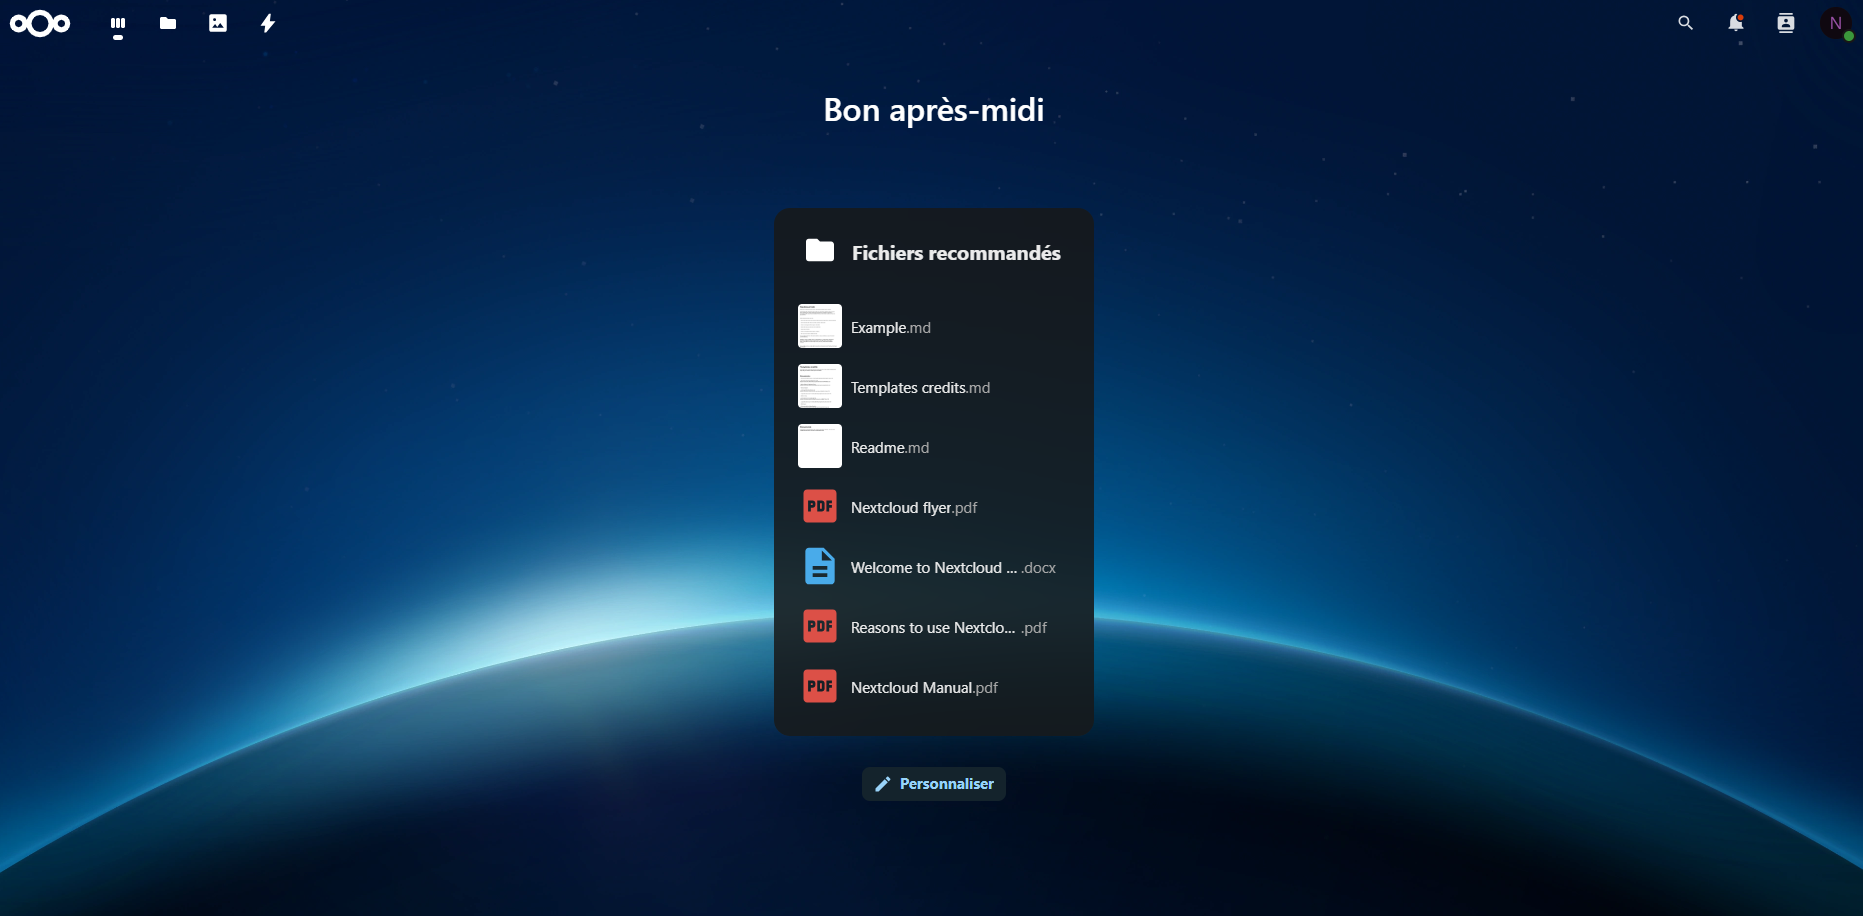 N
Bon après-midi
Fichiers recommandés
Example.md
Templates credits.md
Readme.md
PDF Nextcloud flyer.pdf
Welcome to Nextcloud ... .docx
PDF Reasons to use Nextclo... .pdf
PDF Nextcloud Manual.pdf
Personnaliser